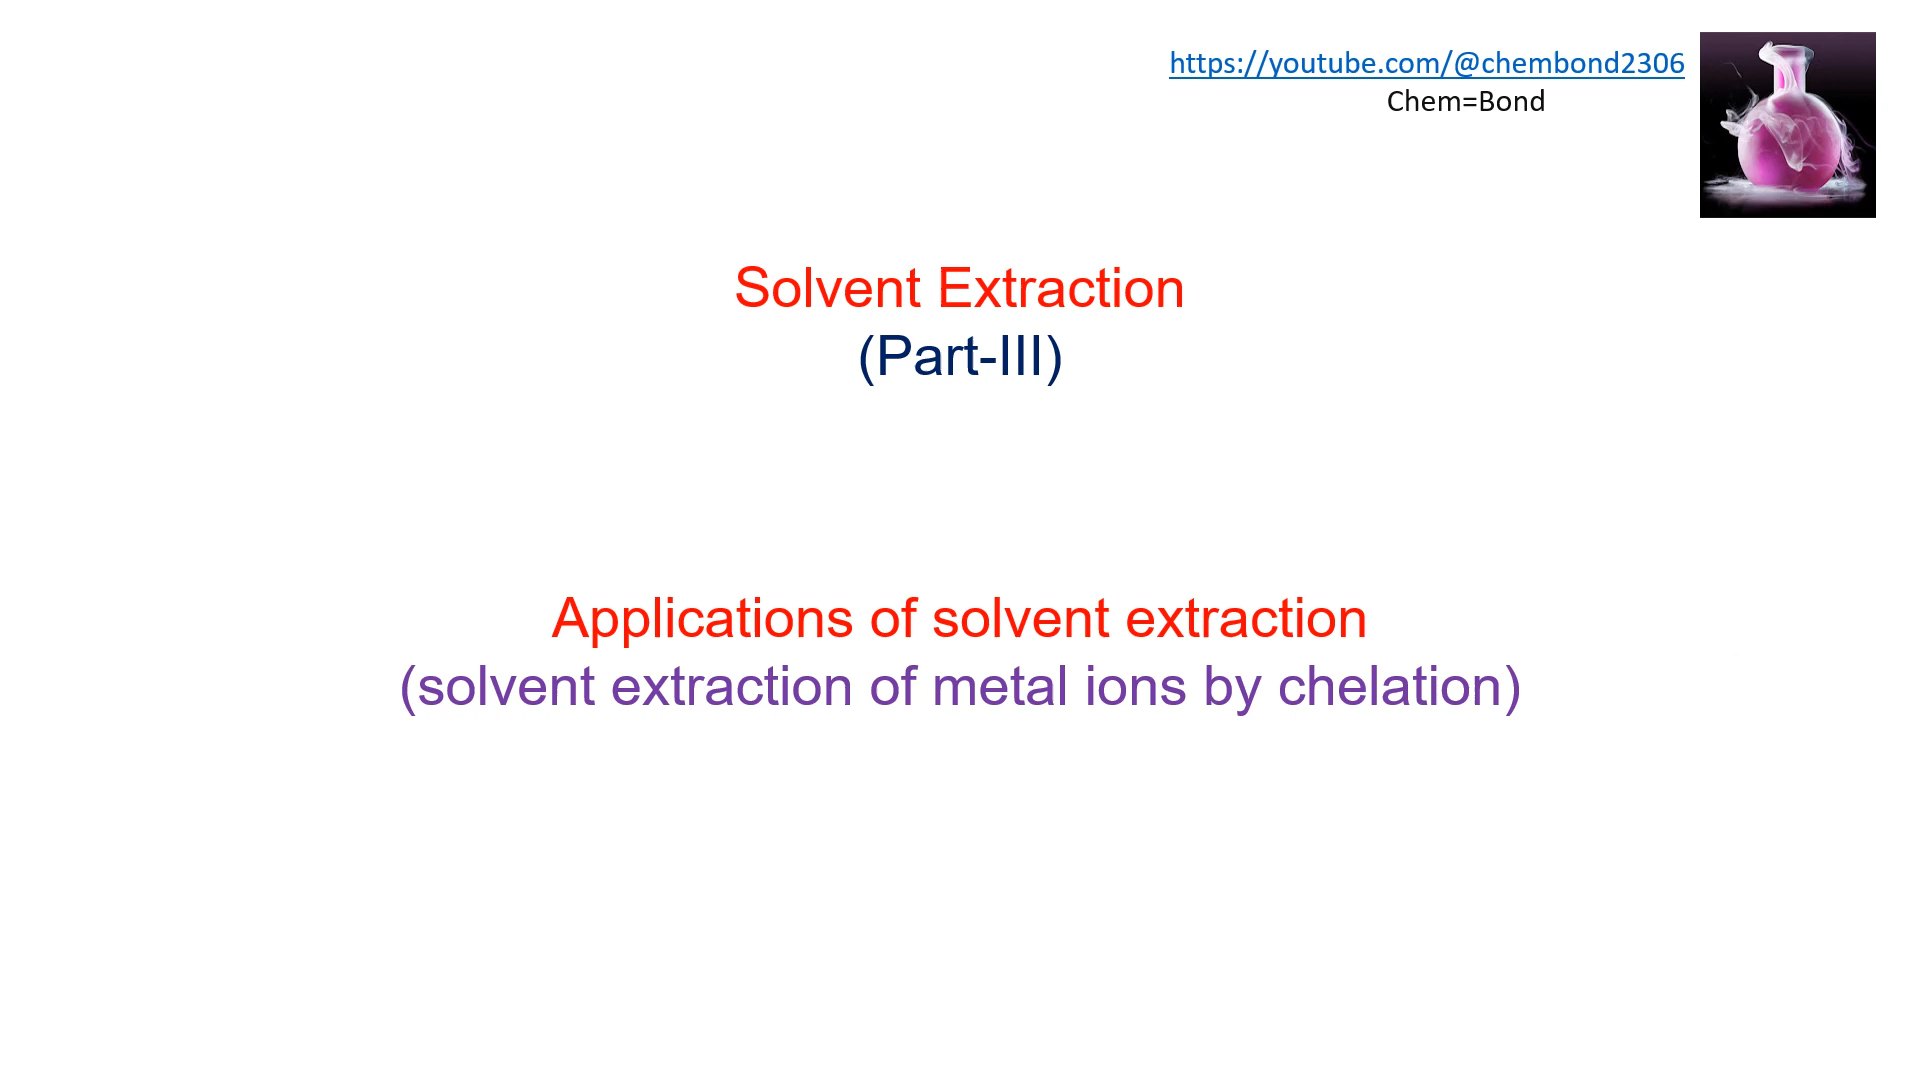 https://youtube.com/@chembond2306
Chem=Bond
Solvent Extraction
(Part-III)
Applications of solvent extraction
(solvent extraction of metal ions by chelation)